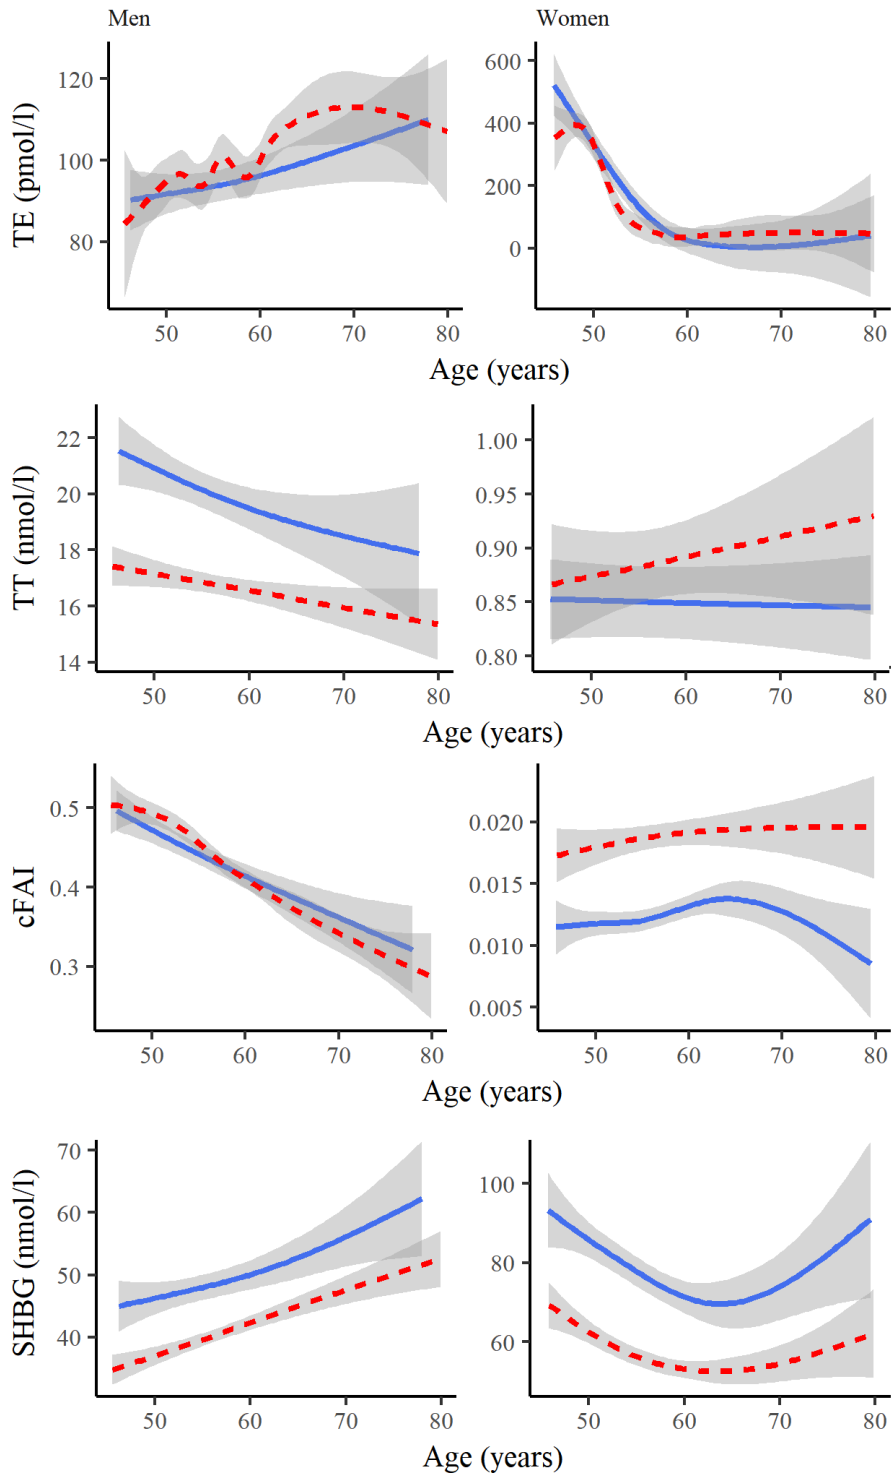 Men Women
TE (pmol/l)
120
100
80
600
400
200
0
50 60 70 80 50 60 70 80
Age (years)
TT (nmol/l)
22
20
18
16
14
1.00
0.95
0.90
0.85
0.80
50 60 70 80 50 60 70 80
Age (years)
cFAI
0.5
0.4
0.3
0.020
0.015
0.010
0.005
50 60 70 80 50 60 70 80
Age (years)
SHBG (nmol/l)
70
60
50
40
100
80
60
50 60 70 80 50 60 70 80
Age (years)